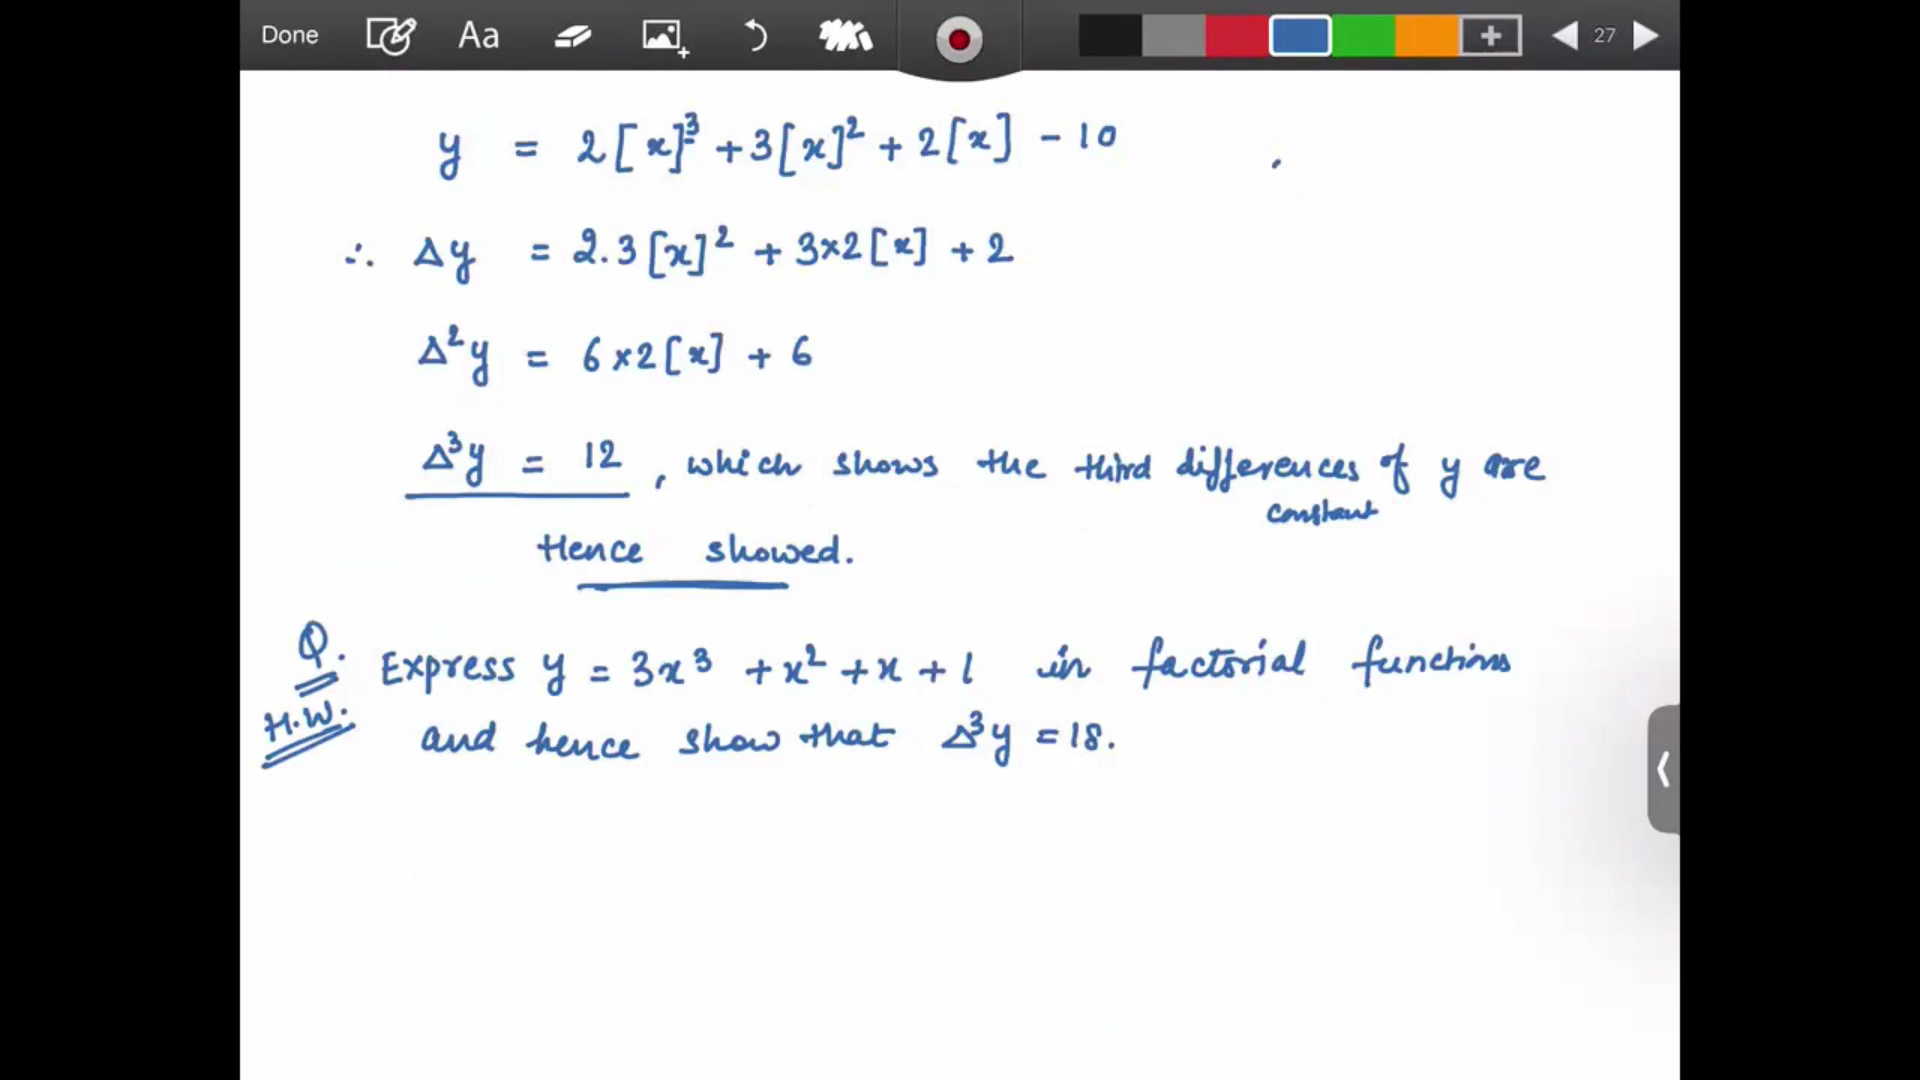 Done Aa 27
y = 2[x]³ + 3[x]² + 2[x] - 10
∴ Δy = 2.3[x]² + 3×2[x] + 2
Δ²y = 6×2[x] + 6
Δ³y = 12, which shows the third differences of y are
constant
Hence showed.
Q. Express y = 3x³ + x² + x + 1 in factorial functions
H.W. and hence show that Δ³y = 18.